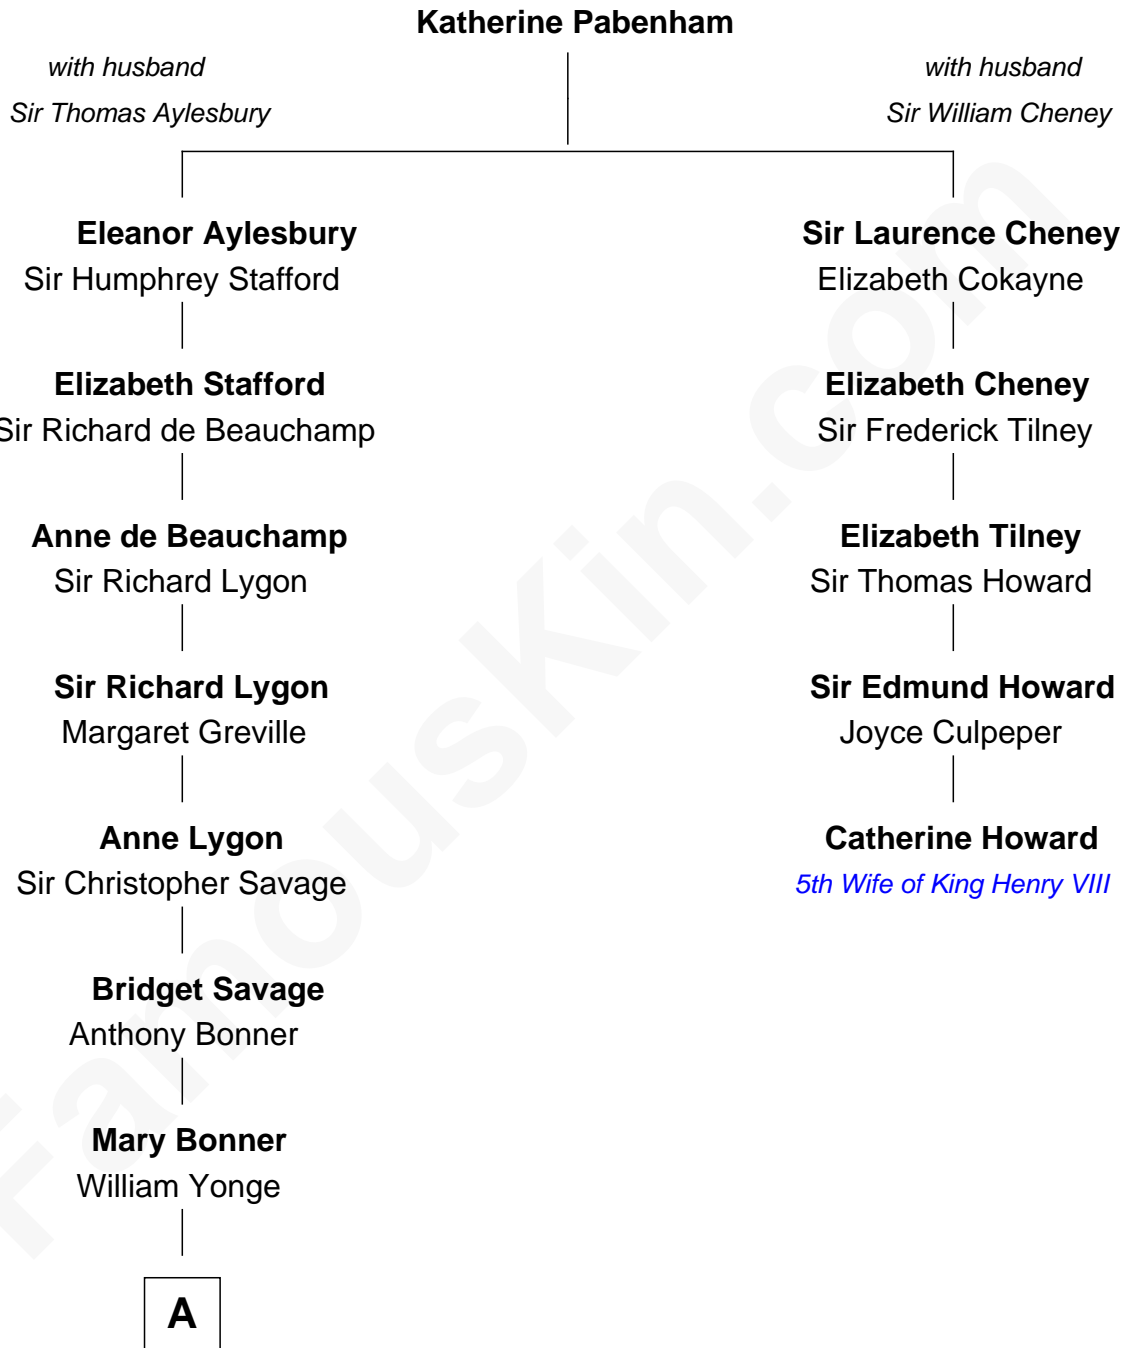 Katherine Pabenham
with husband
Sir Thomas Aylesbury
with husband
Sir William Cheney
Eleanor Aylesbury
Sir Humphrey Stafford
Sir Laurence Cheney
Elizabeth Cokayne
Elizabeth Stafford
Sir Richard de Beauchamp
Elizabeth Cheney
Sir Frederick Tilney
Anne de Beauchamp
Sir Richard Lygon
Elizabeth Tilney
Sir Thomas Howard
Sir Richard Lygon
Margaret Greville
Sir Edmund Howard
Joyce Culpeper
Anne Lygon
Sir Christopher Savage
Catherine Howard
5th Wife of King Henry VIII
Bridget Savage
Anthony Bonner
Mary Bonner
William Yonge
A
FamousKin.com